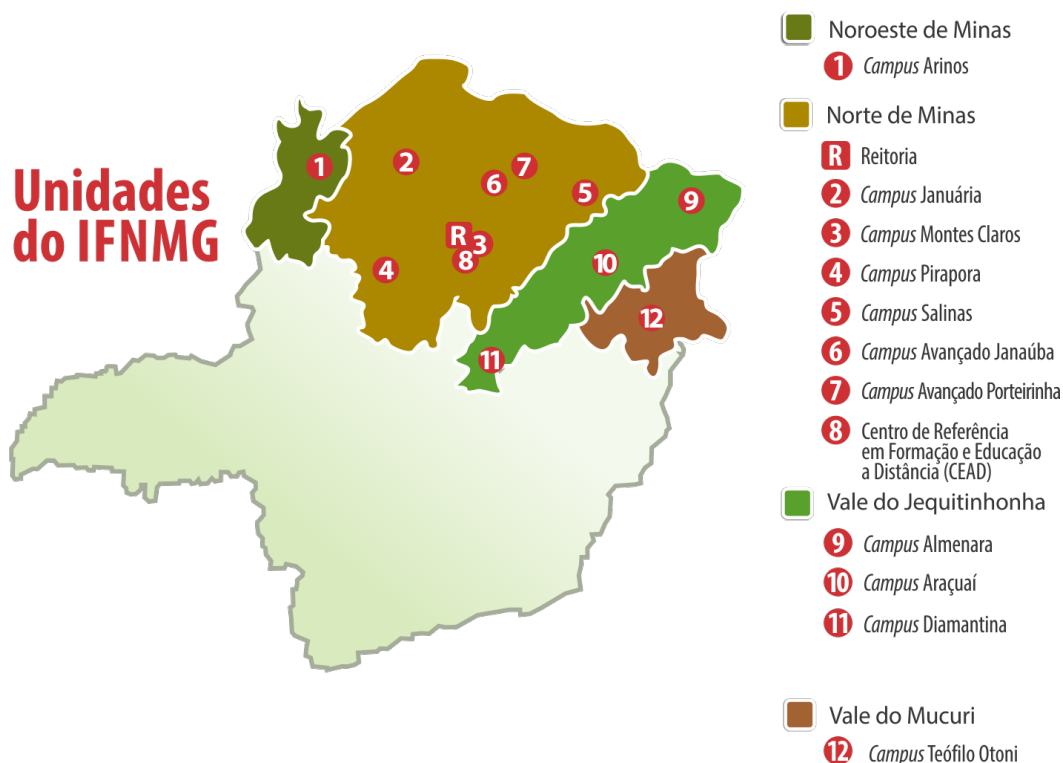 Unidades
do IFNMG
1
2
7
6
5
9
R
3
8
4
10
12
11
Noroeste de Minas
1 Campus Arinos
Norte de Minas
R Reitoria
2 Campus Januária
3 Campus Montes Claros
4 Campus Pirapora
5 Campus Salinas
6 Campus Avançado Janaúba
7 Campus Avançado Porteirinha
8 Centro de Referência
em Formação e Educação
a Distância (CEAD)
Vale do Jequitinhonha
9 Campus Almenara
10 Campus Araçuaí
11 Campus Diamantina
Vale do Mucuri
12 Campus Teófilo Otoni